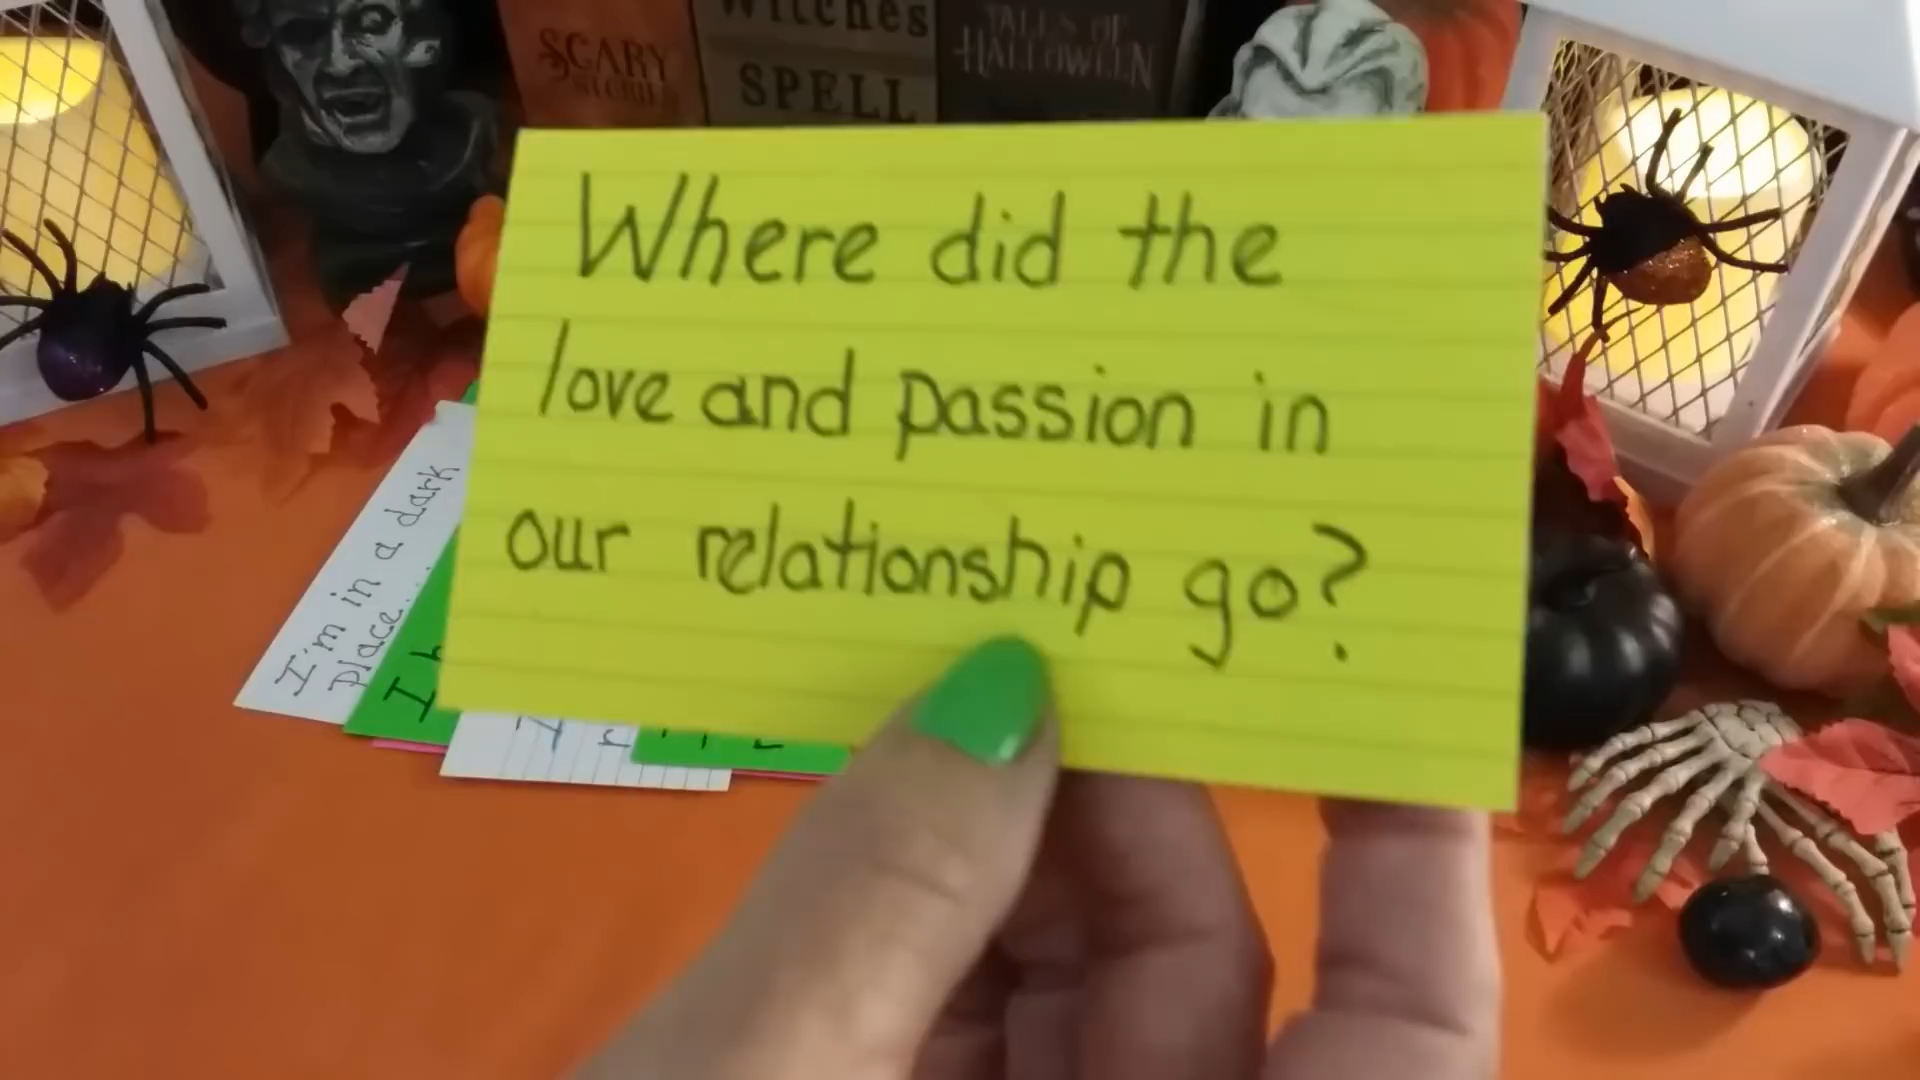 Witches
SCARY
SPELL
TALES OF
HALLOWEEN
Where did the
love and passion in
our relationship go?
I'm in a dark
place...
I
I